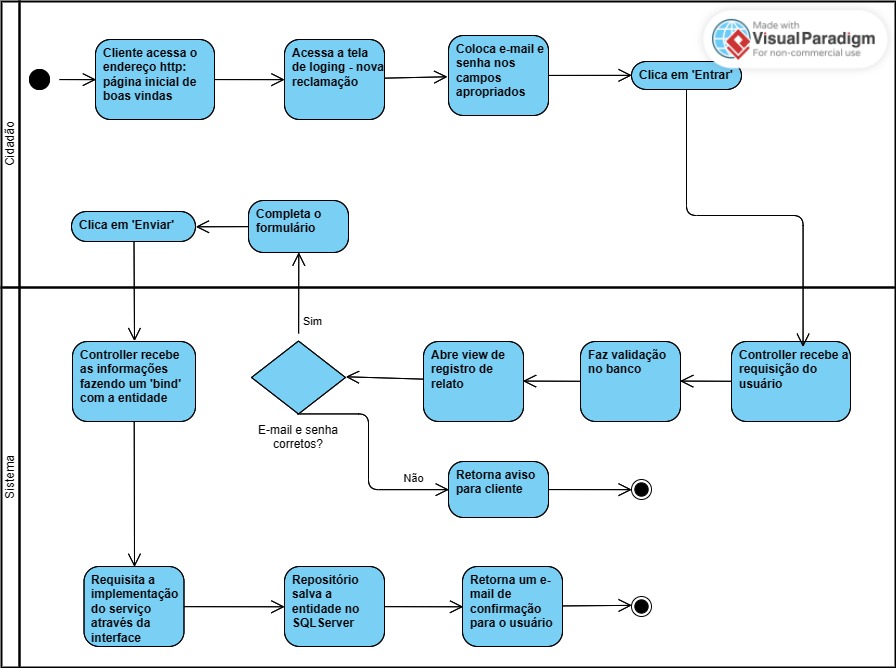 Made with
VisualParadigm
For non-commercial use
Cidadão
Cliente acessa o
endereço http:
página inicial de
boas vindas
Acessa a tela
de loging - nova
reclamação
Coloca e-mail e
senha nos
campos
apropriados
Clica em 'Entrar'
Clica em 'Enviar'
Completa o
formulário
Sistema
Sim
Controller recebe
as informações
fazendo um 'bind'
com a entidade
E-mail e senha
corretos?
Abre view de
registro de
relato
Faz validação
no banco
Controller recebe a
requisição do
usuário
Não
Retorna aviso
para cliente
Requisita a
implementação
do serviço
através da
interface
Repositório
salva a
entidade no
SQLServer
Retorna um e-
mail de
confirmação
para o usuário